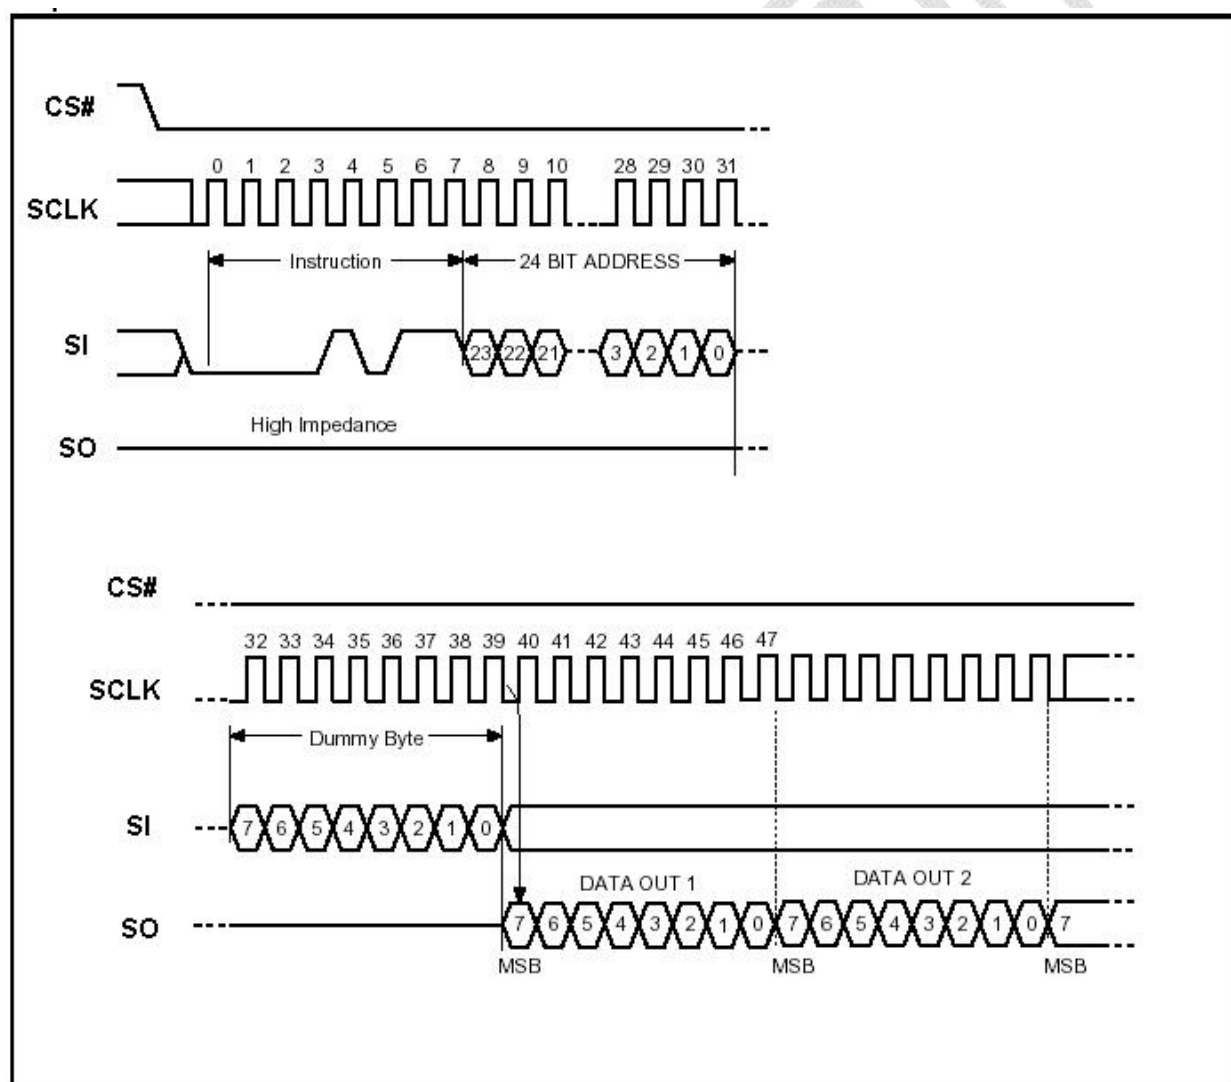 CS#
0 1 2 3 4 5 6 7 8 9 10 28 29 30 31
SCLK
Instruction 24 BIT ADDRESS
SI 23 22 21 3 2 1 0
High Impedance
SO
CS#
32 33 34 35 36 37 38 39 40 41 42 43 44 45 46 47
SCLK
Dummy Byte
SI 7 6 5 4 3 2 1 0
DATA OUT 1 DATA OUT 2
SO 7 6 5 4 3 2 1 0 7 6 5 4 3 2 1 0 7
MSB MSB MSB